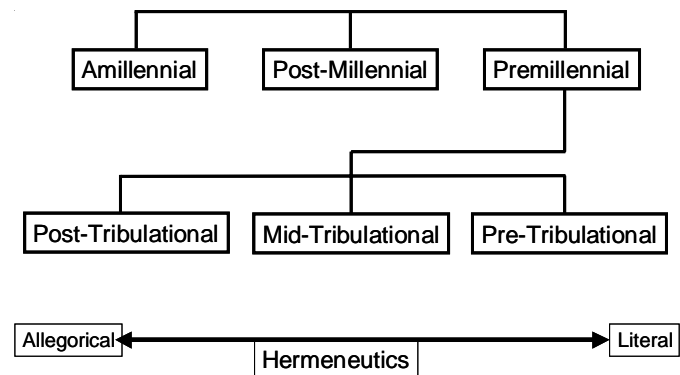 Amillennial Post-Millennial Premillennial
Post-Tribulational Mid-Tribulational Pre-Tribulational
Allegorical Literal
Hermeneutics